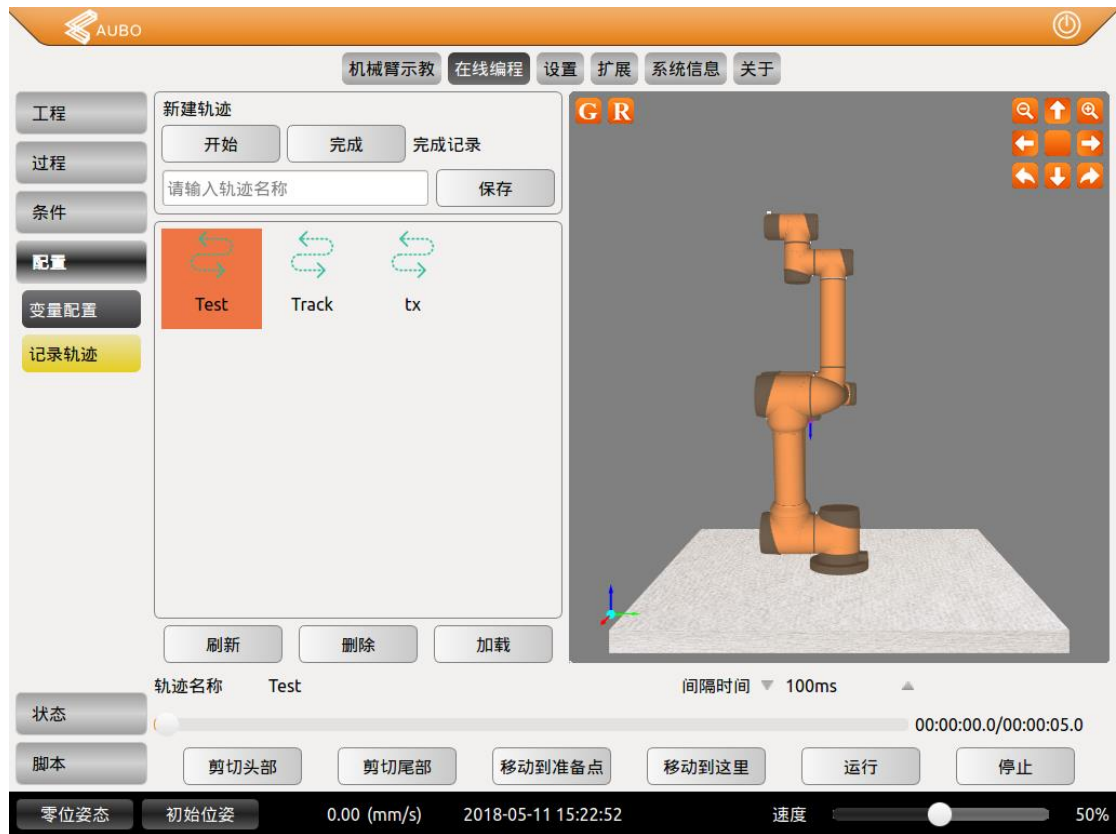 AUBO
机械臂示教 在线编程 设置 扩展 系统信息 关于
工程
过程
条件
配置
变量配置
记录轨迹
新建轨迹
开始 完成 完成记录
请输入轨迹名称 保存
Test Track tx
刷新 删除 加载
G R
轨迹名称 Test 间隔时间 100ms
状态
00:00:00.0/00:00:05.0
脚本
剪切头部 剪切尾部 移动到准备点 移动到这里 运行 停止
零位姿态 初始位姿 0.00 (mm/s) 2018-05-11 15:22:52 速度 50%